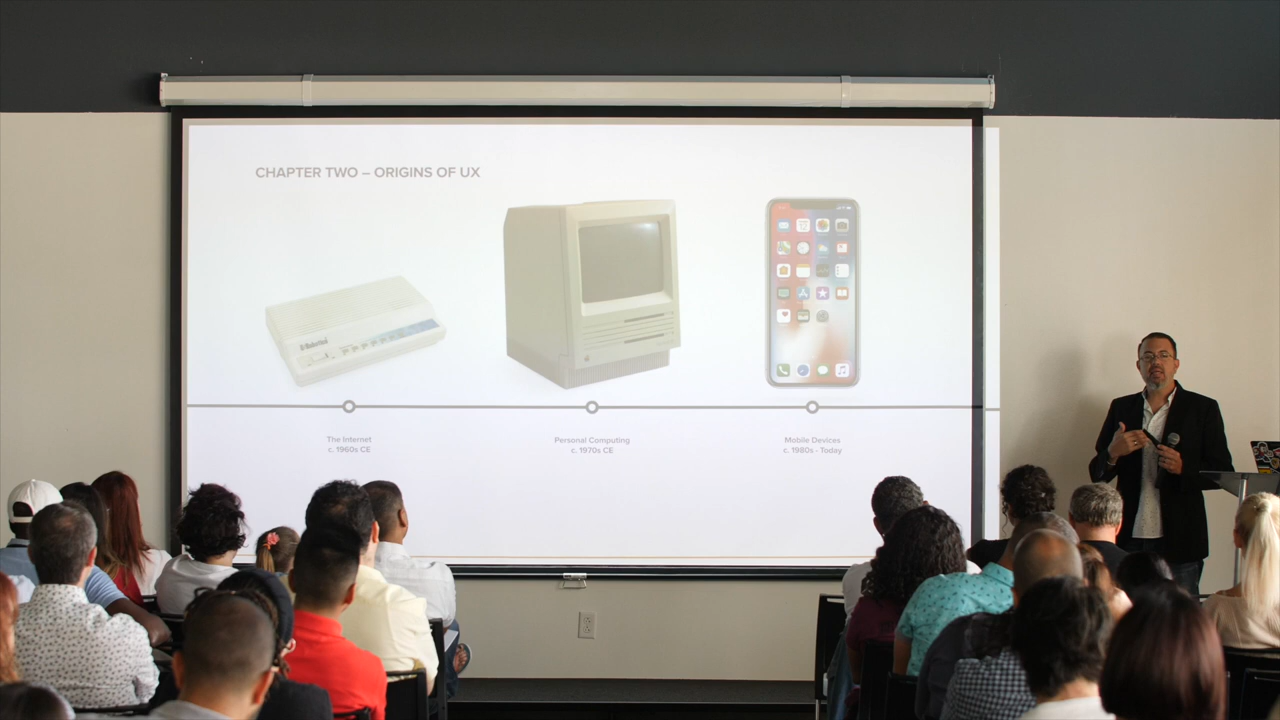 CHAPTER TWO – ORIGINS OF UX
The Internet
c. 1960s CE
Personal Computing
c. 1970s CE
Mobile Devices
c. 1980s - Today